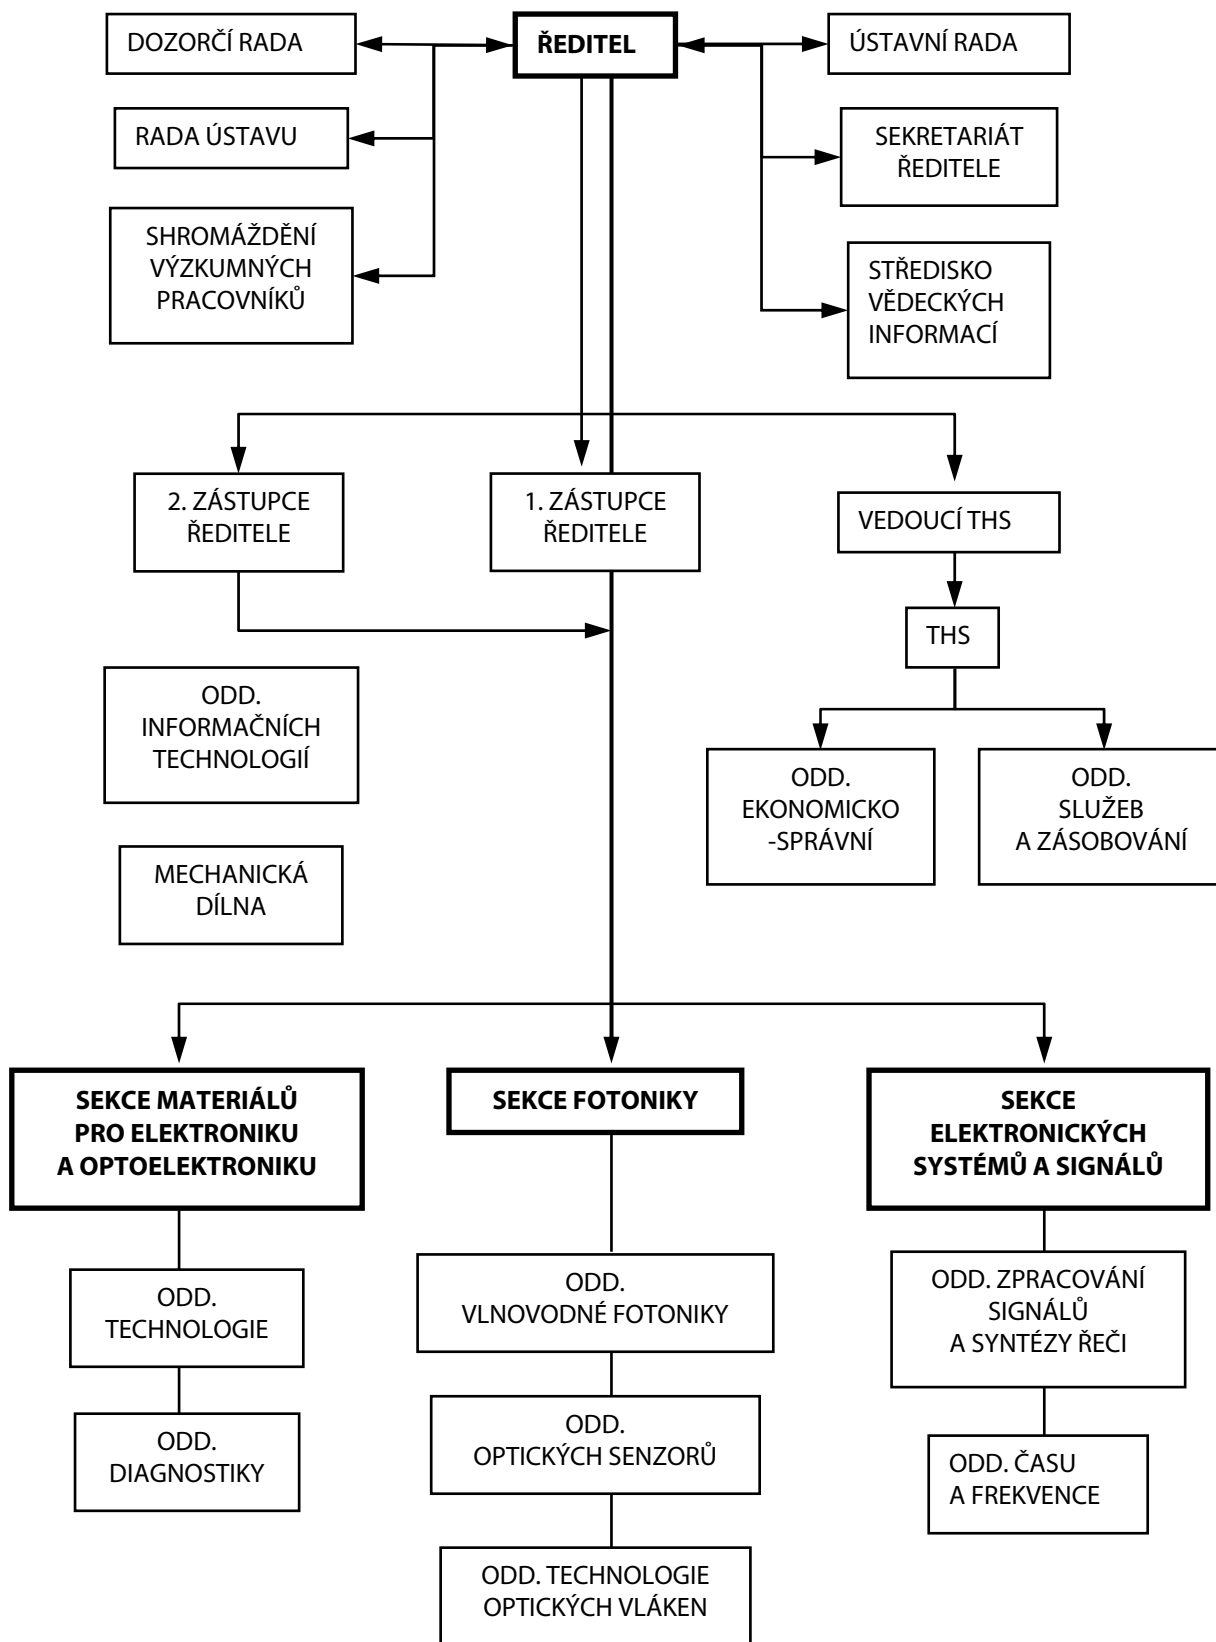 DOZORČÍ RADA
ŘEDITEL
ÚSTAVNÍ RADA
RADA ÚSTAVU
SEKRETARIÁT
ŘEDITELE
SHROMÁŽDĚNÍ
VÝZKUMNÝCH
PRACOVNÍKŮ
STŘEDISKO
VĚDECKÝCH
INFORMACÍ
2. ZÁSTUPCE
ŘEDITELE
1. ZÁSTUPCE
ŘEDITELE
VEDOUCÍ THS
THS
ODD.
INFORMAČNÍCH
TECHNOLOGIÍ
ODD.
EKONOMICKO
-SPRÁVNÍ
ODD.
SLUŽEB
A ZÁSOBOVÁNÍ
MECHANICKÁ
DÍLNA
SEKCE MATERIÁLŮ
PRO ELEKTRONIKU
A OPTOELEKTRONIKU
SEKCE FOTONIKY
SEKCE
ELEKTRONICKÝCH
SYSTÉMŮ A SIGNÁLŮ
ODD.
TECHNOLOGIE
ODD.
VLNOVODNÉ FOTONIKY
ODD. ZPRACOVÁNÍ
SIGNÁLŮ
A SYNTÉZY ŘEČI
ODD.
DIAGNOSTIKY
ODD.
OPTICKÝCH SENZORŮ
ODD. ČASU
A FREKVENCE
ODD. TECHNOLOGIE
OPTICKÝCH VLÁKEN